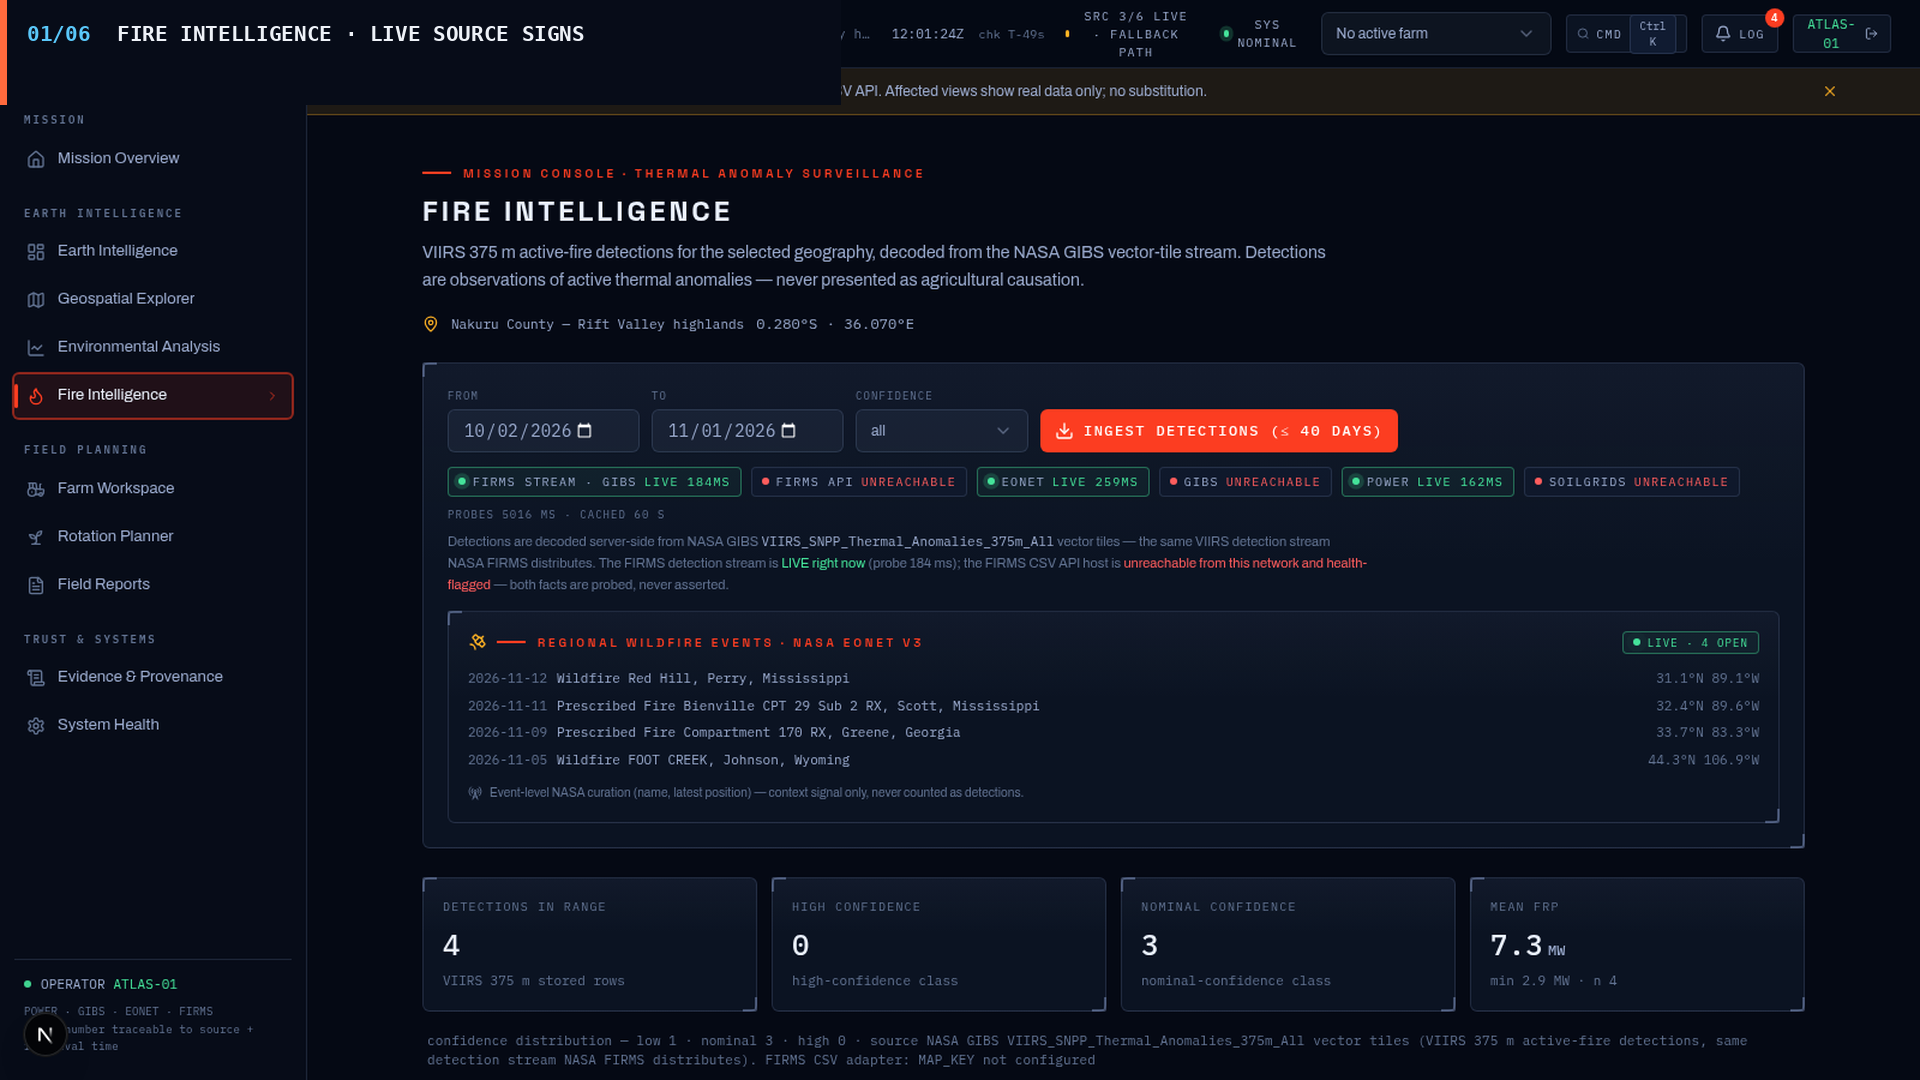 01/06 FIRE INTELLIGENCE · LIVE SOURCE SIGNS
12:01:24Z chk T-49s
SRC 3/6 LIVE
· FALLBACK
PATH
SYS
NOMINAL
No active farm
CMD
Ctrl
K
LOG
4
ATLAS-
01
API. Affected views show real data only; no substitution.
MISSION
Mission Overview
EARTH INTELLIGENCE
Earth Intelligence
Geospatial Explorer
Environmental Analysis
Fire Intelligence
FIELD PLANNING
Farm Workspace
Rotation Planner
Field Reports
TRUST & SYSTEMS
Evidence & Provenance
System Health
OPERATOR ATLAS-01
POWER · GIBS · EONET · FIRMS
number traceable to source +
time
N
MISSION CONSOLE · THERMAL ANOMALY SURVEILLANCE
FIRE INTELLIGENCE
VIIRS 375 m active-fire detections for the selected geography, decoded from the NASA GIBS vector-tile stream. Detections
are observations of active thermal anomalies — never presented as agricultural causation.
Nakuru County — Rift Valley highlands 0.280°S · 36.070°E
FROM
TO
CONFIDENCE
10/02/2026
11/01/2026
all
INGEST DETECTIONS (≤ 40 DAYS)
FIRMS STREAM · GIBS LIVE 184MS
FIRMS API UNREACHABLE
EONET LIVE 259MS
GIBS UNREACHABLE
POWER LIVE 162MS
SOILGRIDS UNREACHABLE
PROBES 5016 MS · CACHED 60 S
Detections are decoded server-side from NASA GIBS VIIRS_SNPP_Thermal_Anomalies_375m_All vector tiles — the same VIIRS detection stream
NASA FIRMS distributes. The FIRMS detection stream is LIVE right now (probe 184 ms); the FIRMS CSV API host is unreachable from this network and health-
flagged — both facts are probed, never asserted.
REGIONAL WILDFIRE EVENTS · NASA EONET V3
LIVE · 4 OPEN
2026-11-12 Wildfire Red Hill, Perry, Mississippi 31.1°N 89.1°W
2026-11-11 Prescribed Fire Bienville CPT 29 Sub 2 RX, Scott, Mississippi 32.4°N 89.6°W
2026-11-09 Prescribed Fire Compartment 170 RX, Greene, Georgia 33.7°N 83.3°W
2026-11-05 Wildfire FOOT CREEK, Johnson, Wyoming 44.3°N 106.9°W
Event-level NASA curation (name, latest position) — context signal only, never counted as detections.
DETECTIONS IN RANGE
4
VIIRS 375 m stored rows
HIGH CONFIDENCE
0
high-confidence class
NOMINAL CONFIDENCE
3
nominal-confidence class
MEAN FRP
7.3 MW
min 2.9 MW · n 4
confidence distribution — low 1 · nominal 3 · high 0 · source NASA GIBS VIIRS_SNPP_Thermal_Anomalies_375m_All vector tiles (VIIRS 375 m active-fire detections, same
detection stream NASA FIRMS distributes). FIRMS CSV adapter: MAP_KEY not configured